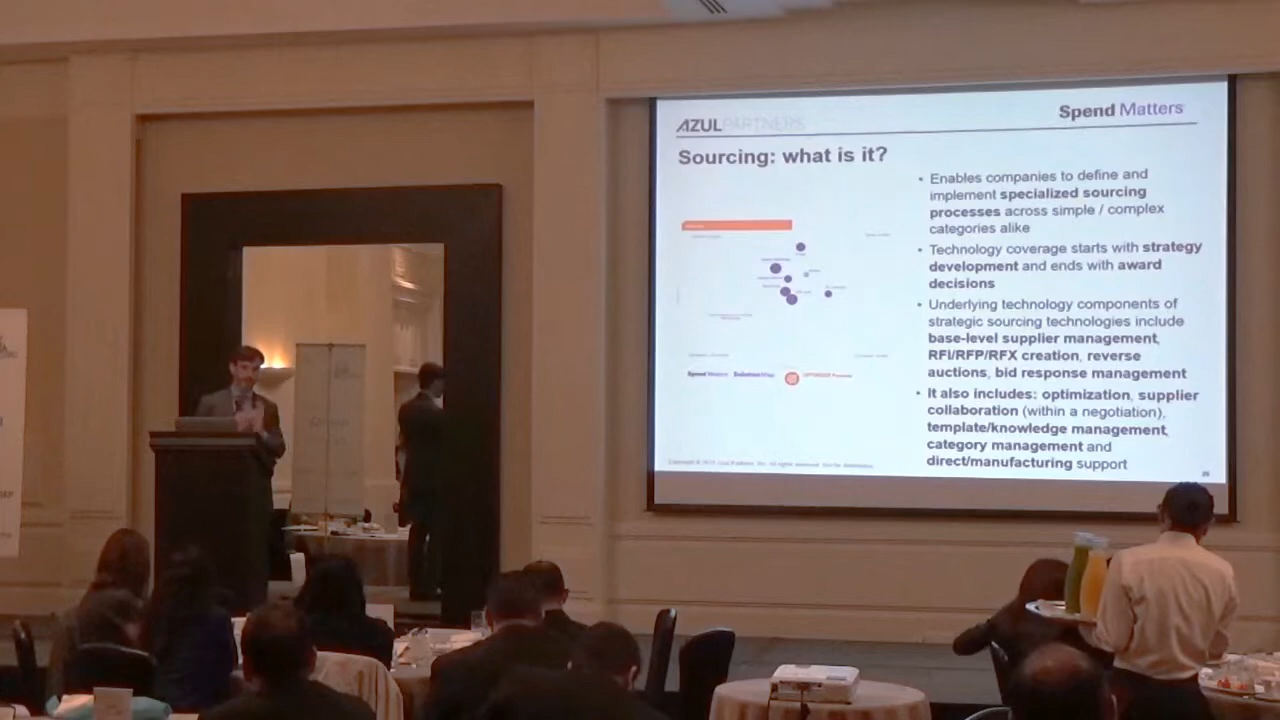 AZUL PARTNERS
Spend Matters
Sourcing: what is it?
• Enables companies to define and
implement specialized sourcing
processes across simple / complex
categories alike
• Technology coverage starts with strategy
development and ends with award
decisions
• Underlying technology components of
strategic sourcing technologies include
base-level supplier management,
RFI/RFP/RFX creation, reverse
auctions, bid response management
• It also includes: optimization, supplier
collaboration (within a negotiation),
template/knowledge management,
category management and
direct/manufacturing support
Spend Matters SolutionMap